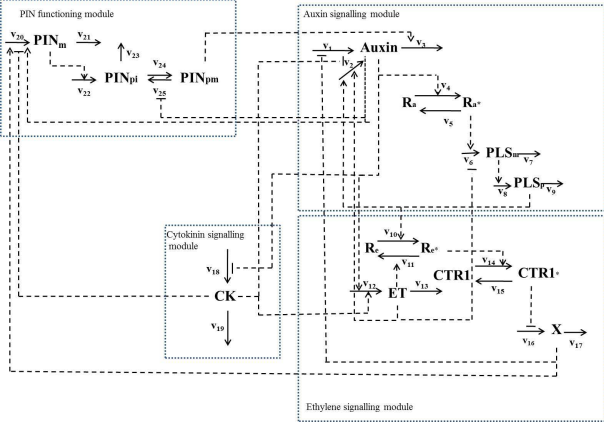 PIN functioning module
Auxin signalling module
v20 PINm v21
v1 Auxin v3
v2
v23
v22 PINpi v24 PINpm
v25
v4
Ra Ra*
v5
v6 PLSm v7
v8 PLSp v9
Cytokinin signalling
module
v18
CK
v19
v10
Re Re*
v11
v12 ET v13
CTR1 v14 CTR1*
v15
v16 X v17
Ethylene signalling module